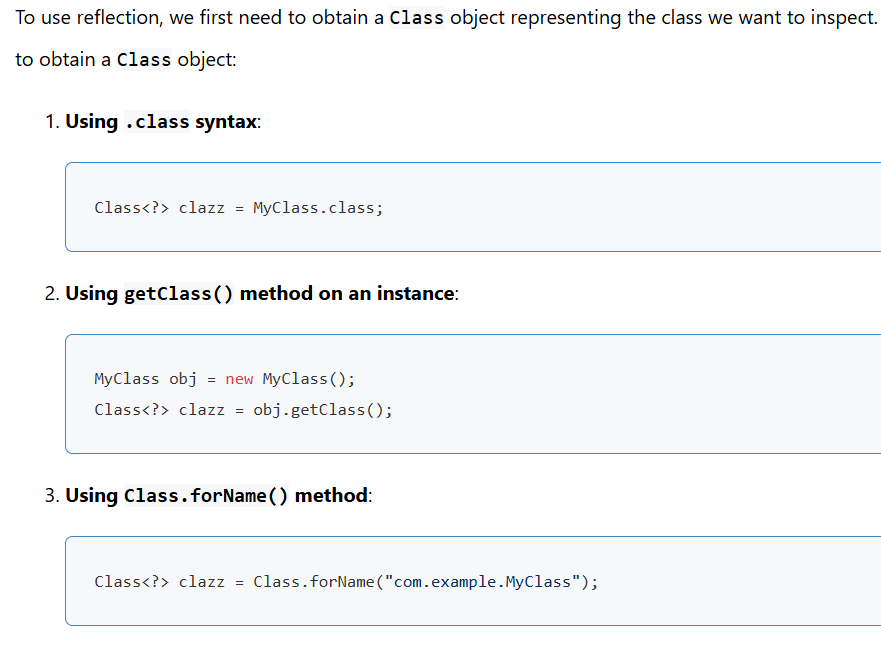 To use reflection, we first need to obtain a Class object representing the class we want to inspect.
to obtain a Class object:
1. Using .class syntax:
Class<?> clazz = MyClass.class;
2. Using getClass() method on an instance:
MyClass obj = new MyClass();
Class<?> clazz = obj.getClass();
3. Using Class.forName() method:
Class<?> clazz = Class.forName("com.example.MyClass");